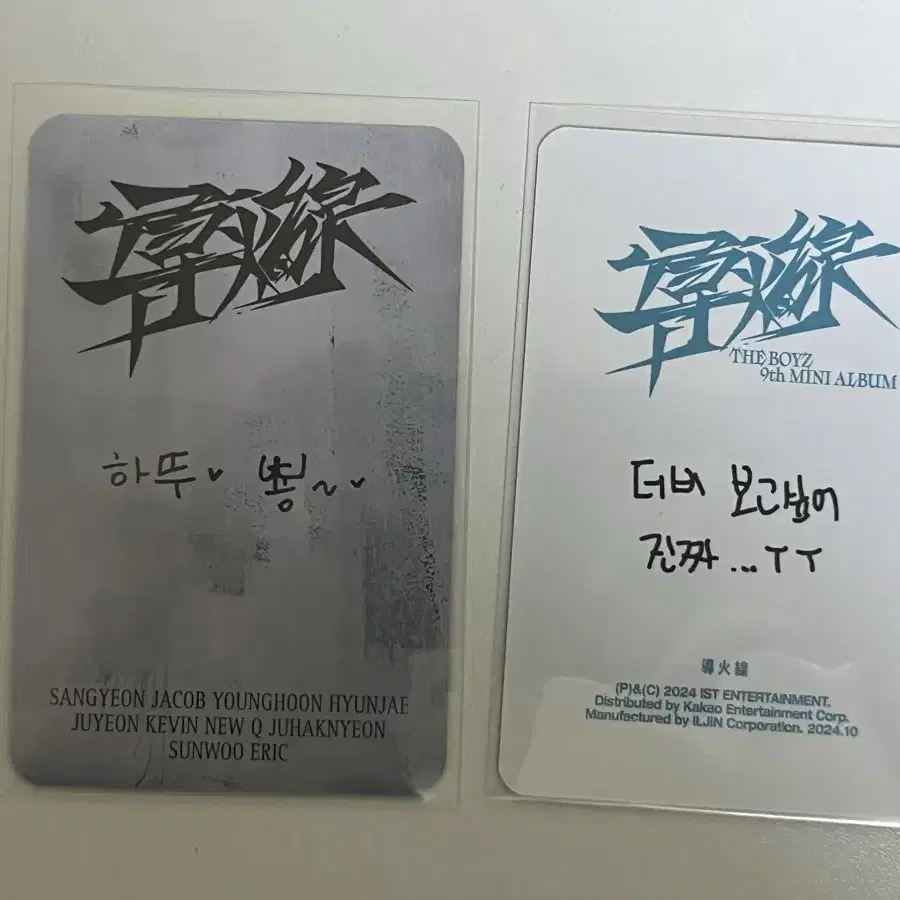 導火線
하뚜♥ 뿅~♥
SANGYEON JACOB YOUNGHOON HYUNJAE
JUYEON KEVIN NEW Q JUHAKNYEON
SUNWOO ERIC
導火線
THE BOYZ
9th MINI ALBUM
더비 보고싶어
진짜...ㅜㅜ
導火線
(P)&(C) 2024 IST ENTERTAINMENT.
Distributed by Kakao Entertainment Corp.
Manufactured by ILJIN Corporation. 2024.10